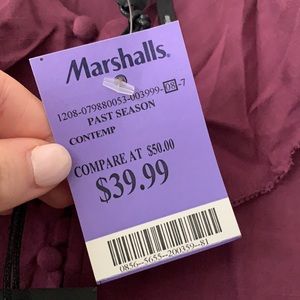 Marshalls.
1208-079880053-003999-DS-7
PAST SEASON
CONTEMP
COMPARE AT $50.00
$39.99
0856-5655-200359-81